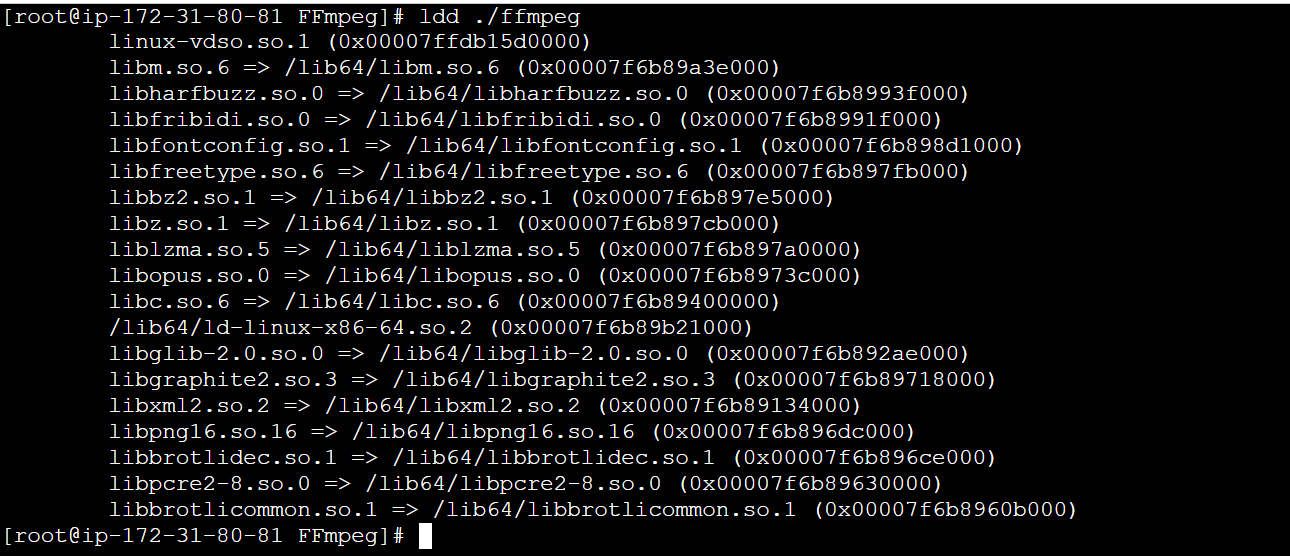 [root@ip-172-31-80-81 FFmpeg]# ldd ./ffmpeg
linux-vdso.so.1 (0x00007ffdb15d0000)
libm.so.6 => /lib64/libm.so.6 (0x00007f6b89a3e000)
libharfbuzz.so.0 => /lib64/libharfbuzz.so.0 (0x00007f6b8993f000)
libfribidi.so.0 => /lib64/libfribidi.so.0 (0x00007f6b8991f000)
libfontconfig.so.1 => /lib64/libfontconfig.so.1 (0x00007f6b898d1000)
libfreetype.so.6 => /lib64/libfreetype.so.6 (0x00007f6b897fb000)
libbz2.so.1 => /lib64/libbz2.so.1 (0x00007f6b897e5000)
libz.so.1 => /lib64/libz.so.1 (0x00007f6b897cb000)
liblzma.so.5 => /lib64/liblzma.so.5 (0x00007f6b897a0000)
libopus.so.0 => /lib64/libopus.so.0 (0x00007f6b8973c000)
libc.so.6 => /lib64/libc.so.6 (0x00007f6b89400000)
/lib64/ld-linux-x86-64.so.2 (0x00007f6b89b21000)
libglib-2.0.so.0 => /lib64/libglib-2.0.so.0 (0x00007f6b892ae000)
libgraphite2.so.3 => /lib64/libgraphite2.so.3 (0x00007f6b89718000)
libxml2.so.2 => /lib64/libxml2.so.2 (0x00007f6b89134000)
libpng16.so.16 => /lib64/libpng16.so.16 (0x00007f6b896dc000)
libbrotlidec.so.1 => /lib64/libbrotlidec.so.1 (0x00007f6b896ce000)
libpcre2-8.so.0 => /lib64/libpcre2-8.so.0 (0x00007f6b89630000)
libbrotlicommon.so.1 => /lib64/libbrotlicommon.so.1 (0x00007f6b8960b000)
[root@ip-172-31-80-81 FFmpeg]#